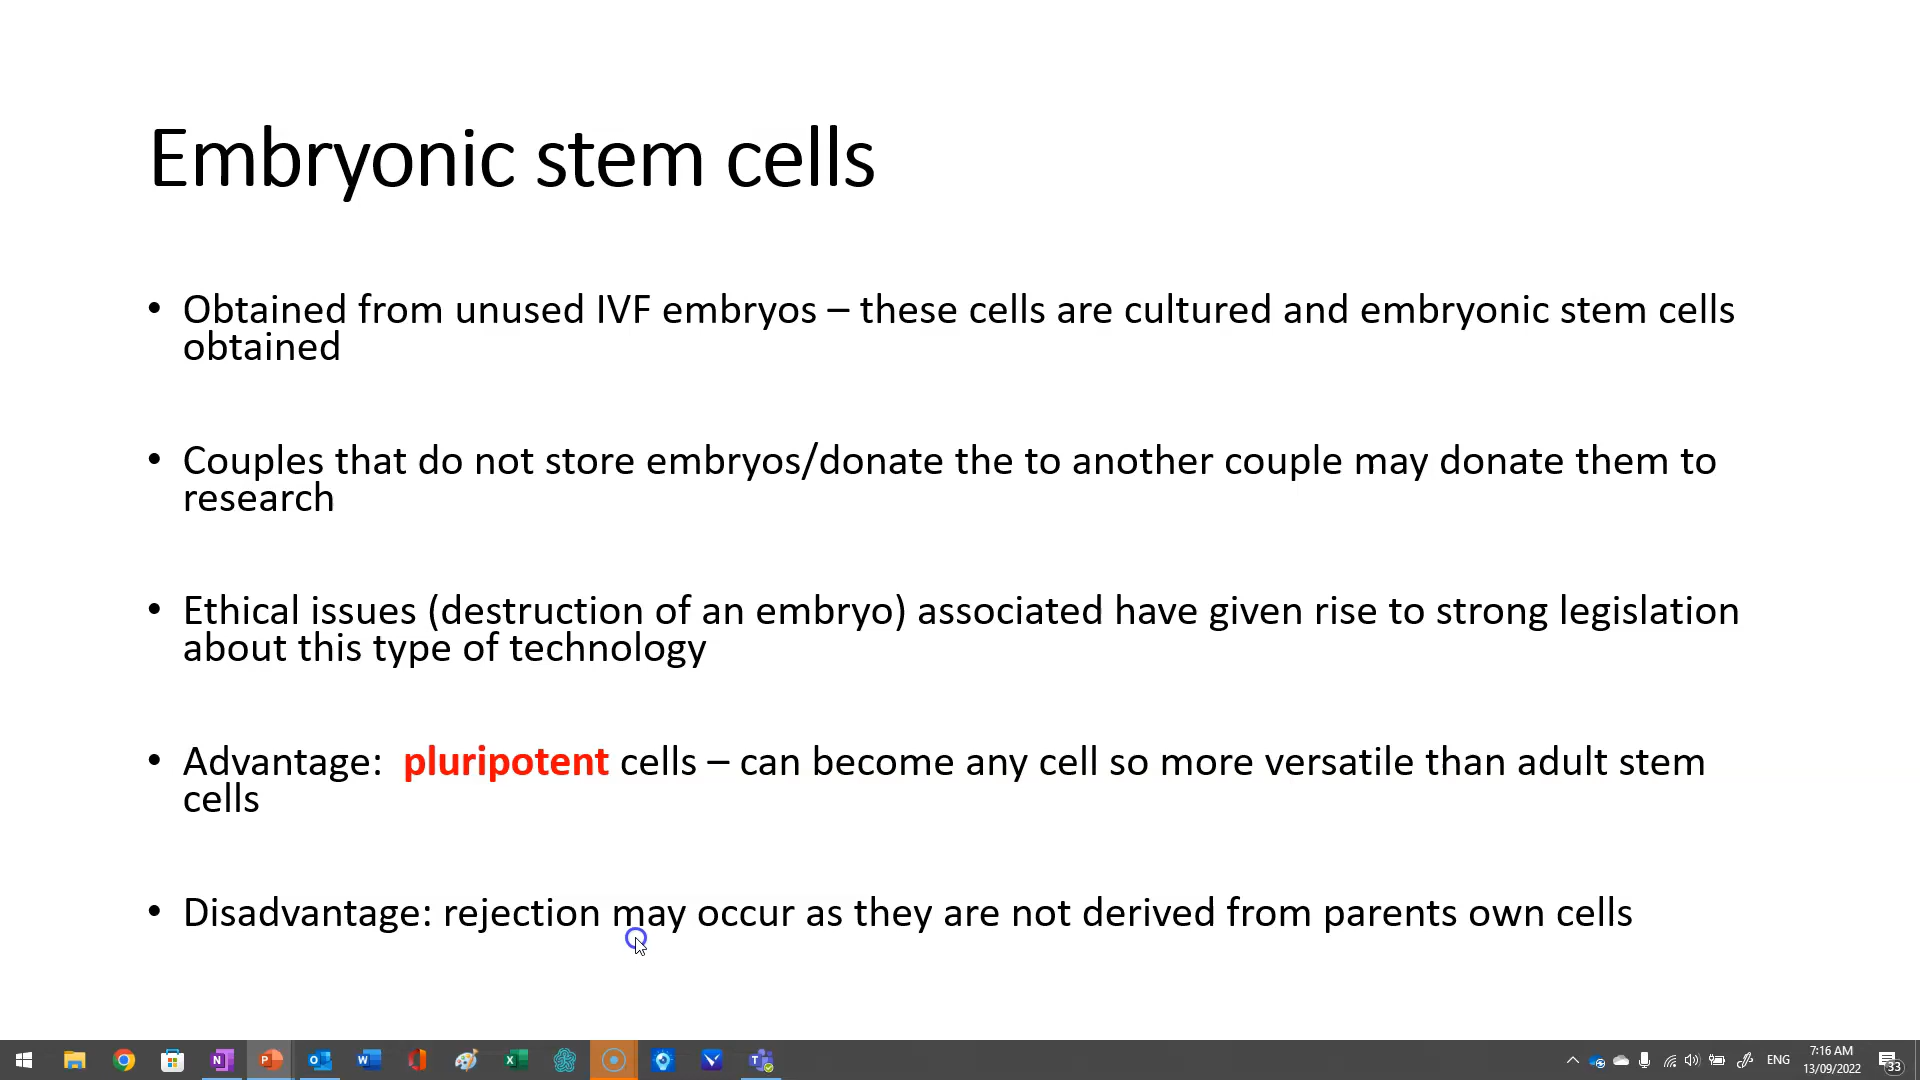 Embryonic stem cells
• Obtained from unused IVF embryos – these cells are cultured and embryonic stem cells
obtained
• Couples that do not store embryos/donate the to another couple may donate them to
research
• Ethical issues (destruction of an embryo) associated have given rise to strong legislation
about this type of technology
• Advantage: pluripotent cells – can become any cell so more versatile than adult stem
cells
• Disadvantage: rejection may occur as they are not derived from parents own cells
ENG
7:16 AM
13/09/2022
33